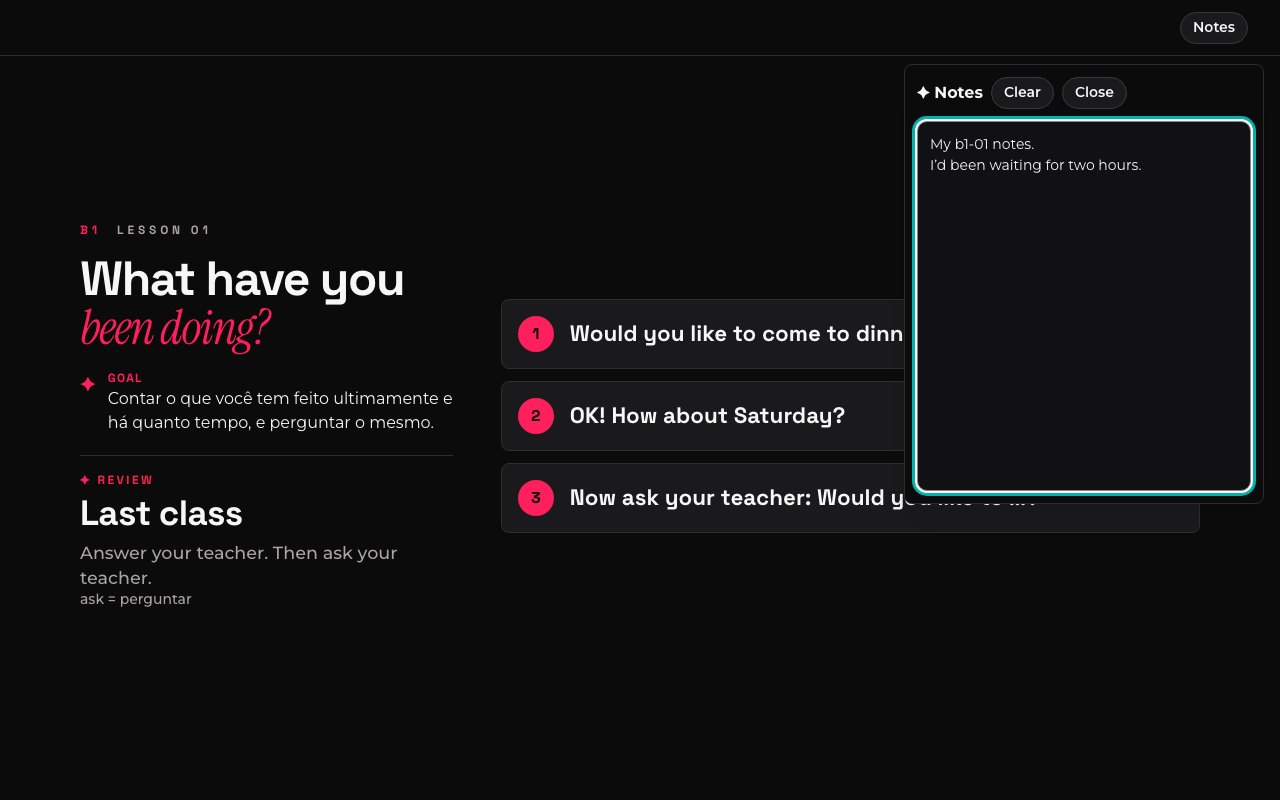 Notes
✦ Notes Clear Close
My b1-01 notes.
I'd been waiting for two hours.
B1 LESSON 01
What have you
been doing?
GOAL
Contar o que você tem feito ultimamente e
há quanto tempo, e perguntar o mesmo.
✦ REVIEW
Last class
Answer your teacher. Then ask your
teacher.
ask = perguntar
1 Would you like to come to dinn
2 OK! How about Saturday?
3 Now ask your teacher: Would